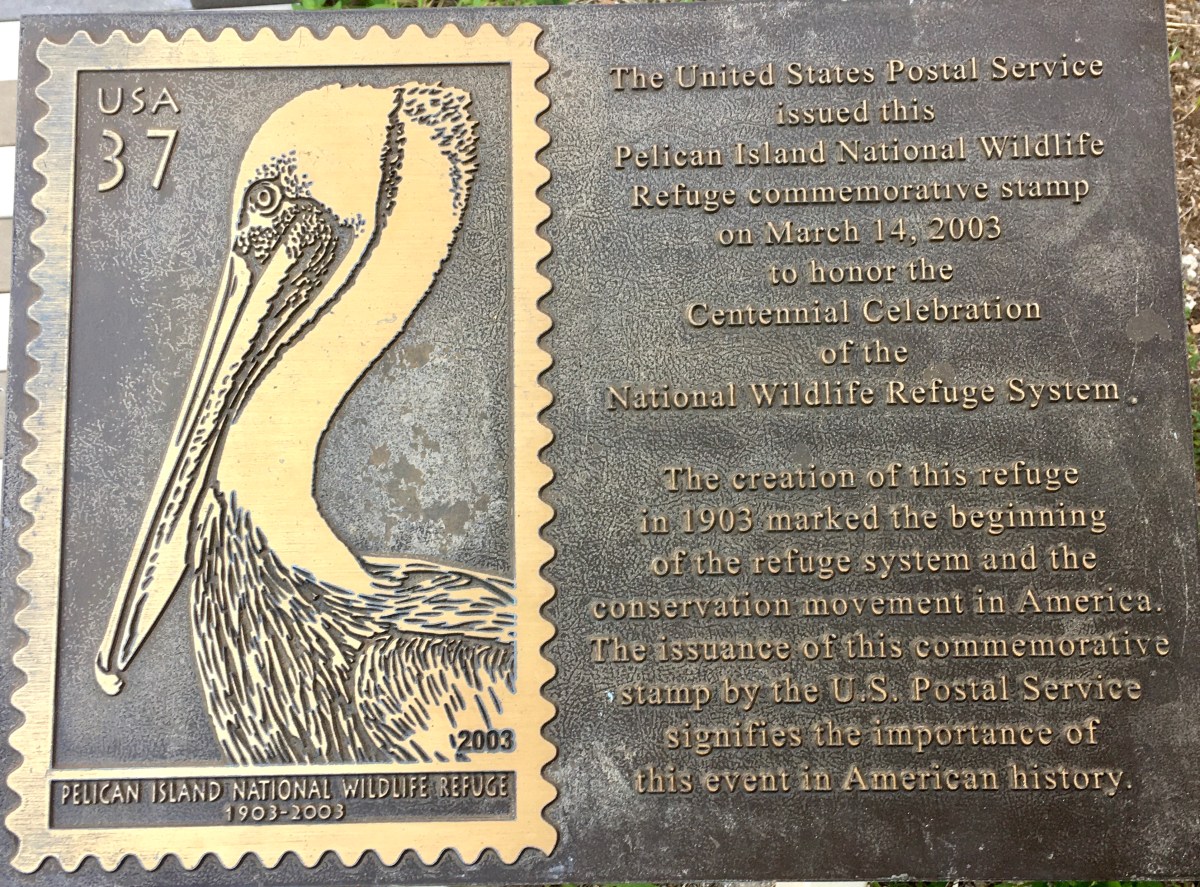 USA
37
2003
PELICAN ISLAND NATIONAL WILDLIFE REFUGE
1903-2003
The United States Postal Service
issued this
Pelican Island National Wildlife
Refuge commemorative stamp
on March 14, 2003
to honor the
Centennial Celebration
of the
National Wildlife Refuge System.
The creation of this refuge
in 1903 marked the beginning
of the refuge system and the
conservation movement in America.
The issuance of this commemorative
stamp by the U.S. Postal Service
signifies the importance of
this event in American history.